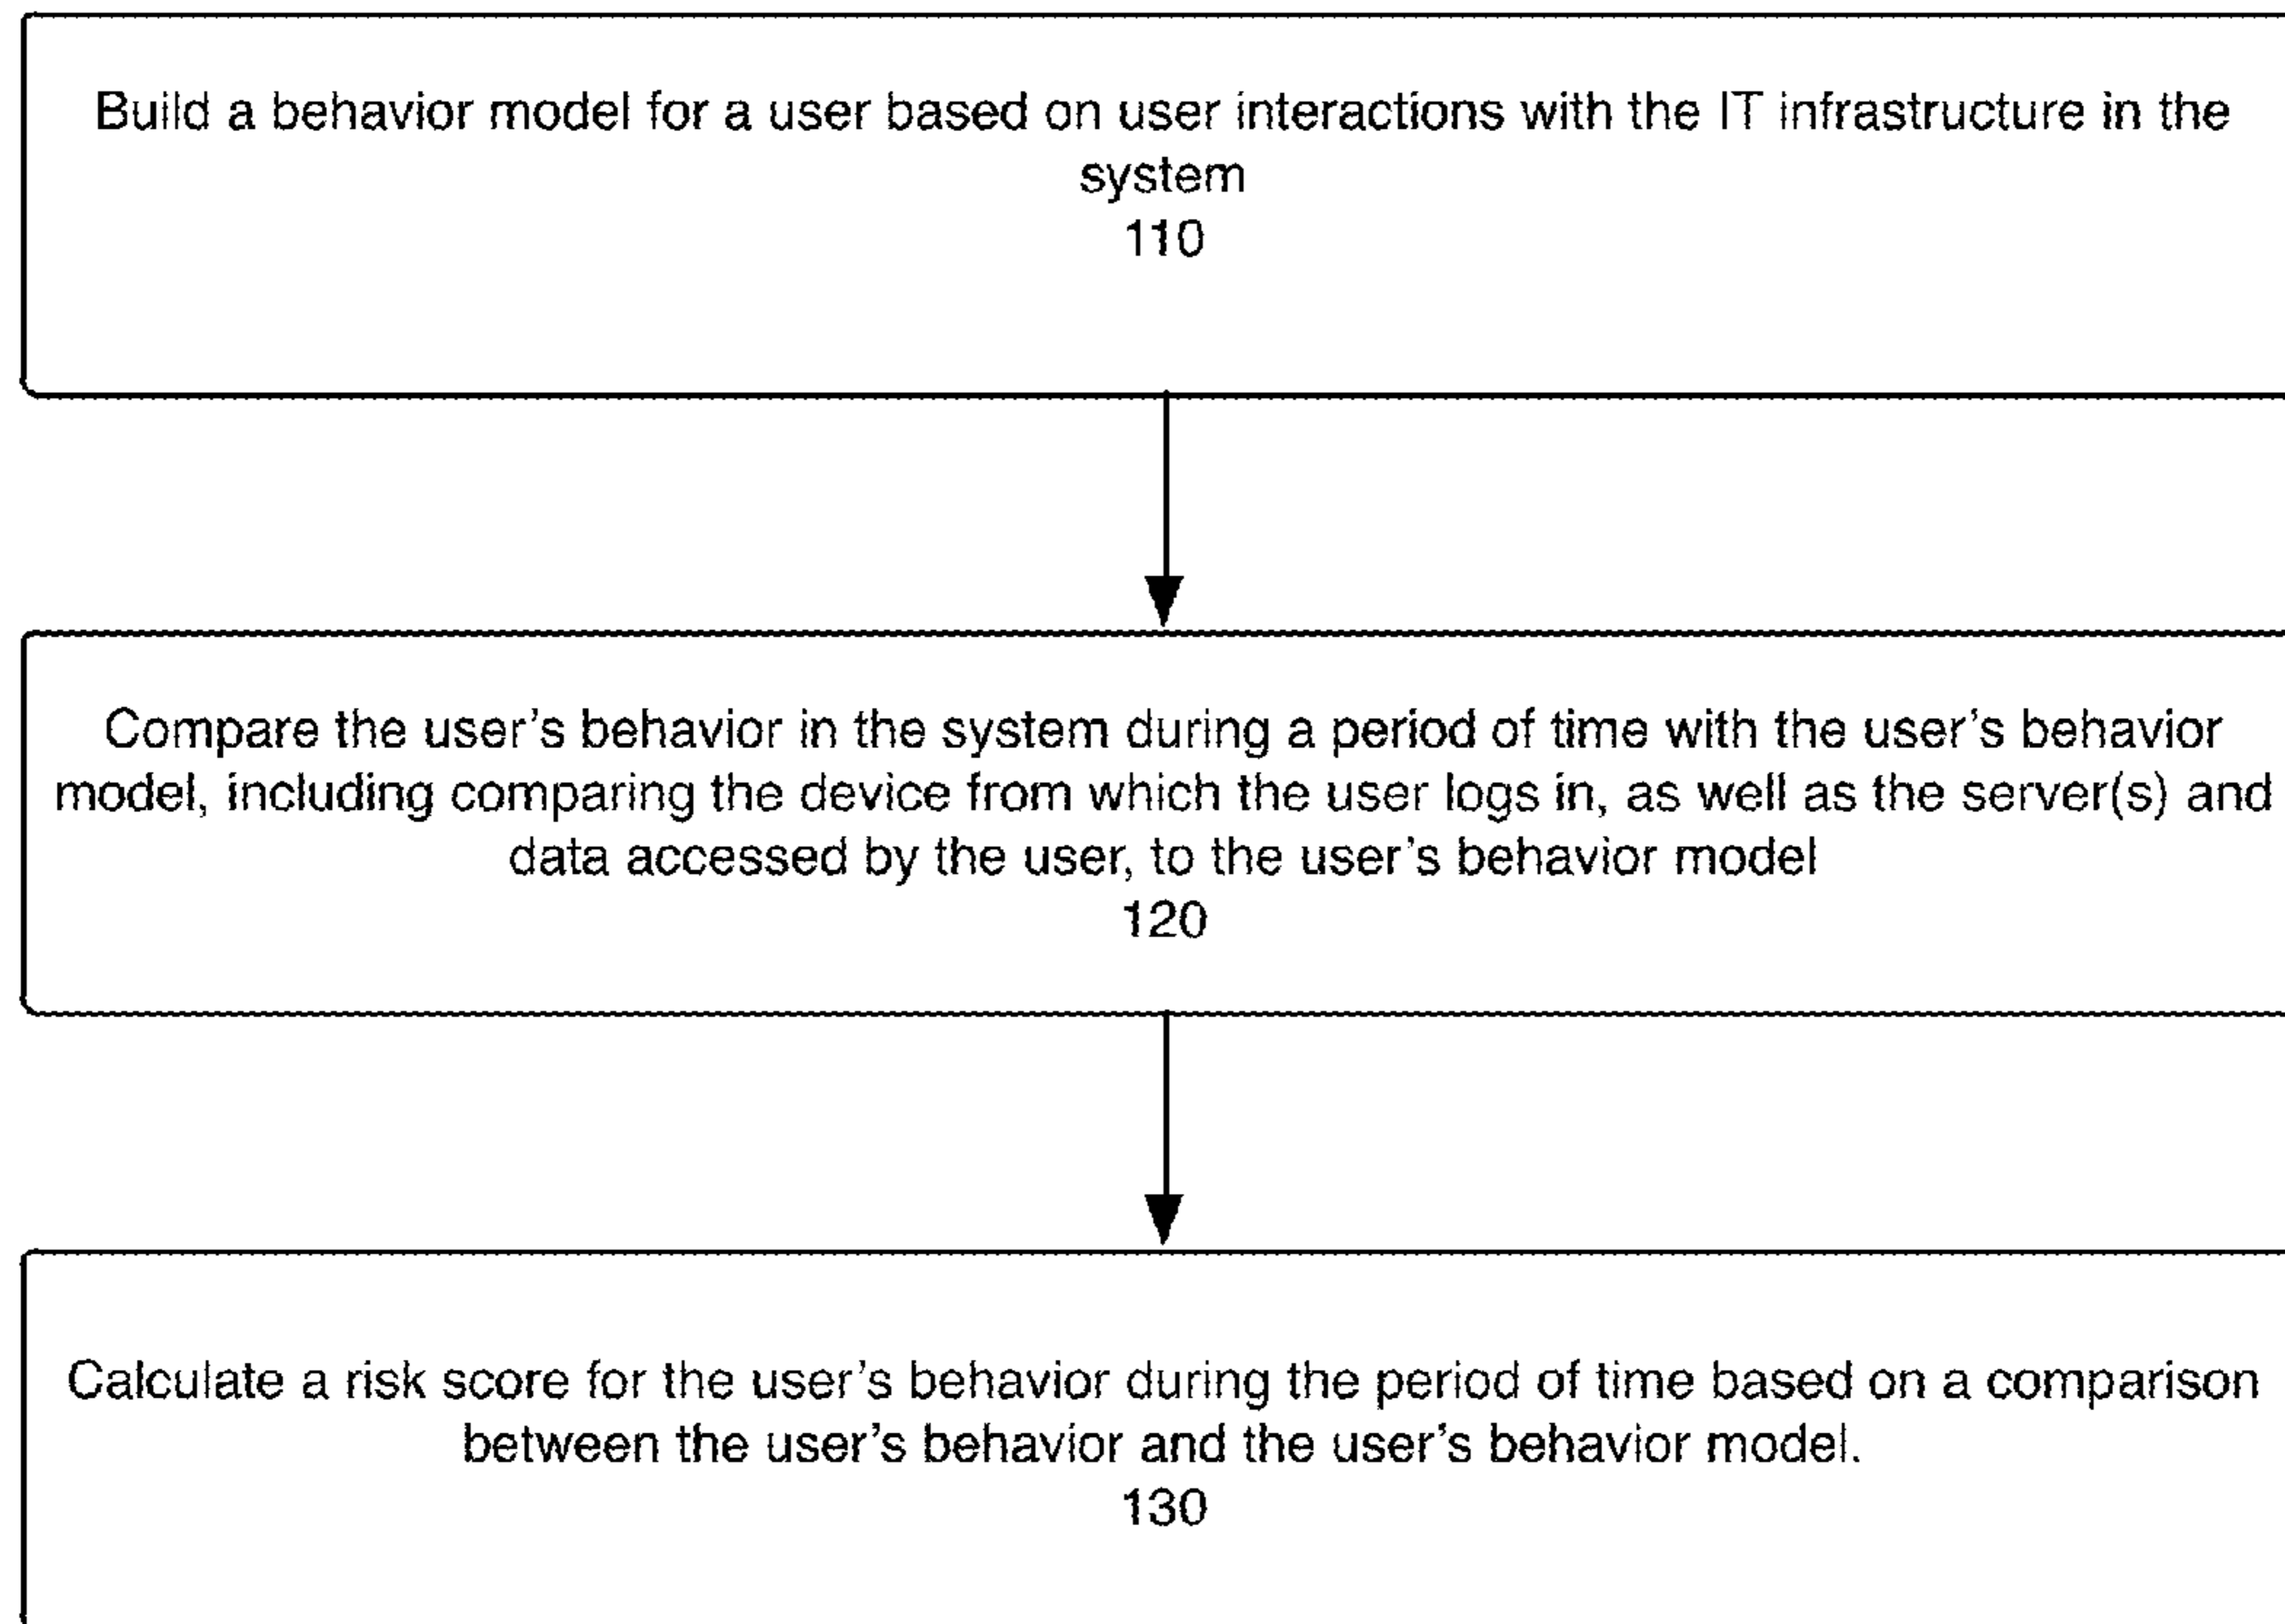 Build a behavior model for a user based on user interactions with the IT infrastructure in the
system
110
Compare the user's behavior in the system during a period of time with the user's behavior
model, including comparing the device from which the user logs in, as well as the server(s) and
data accessed by the user, to the user's behavior model
120
Calculate a risk score for the user's behavior during the period of time based on a comparison
between the user's behavior and the user's behavior model.
130